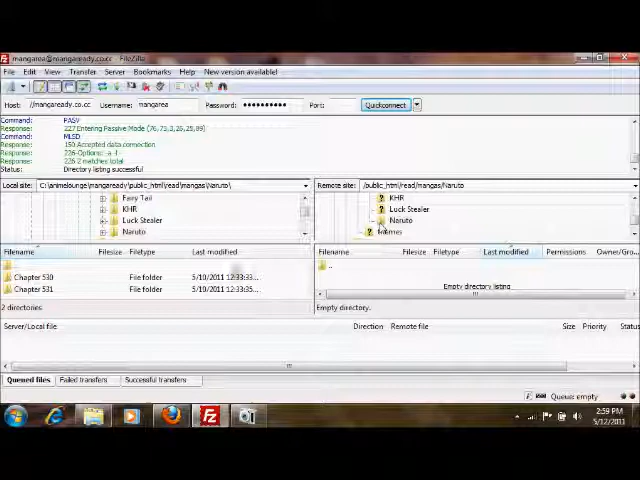 mangarea@mangaready.co.cc - FileZilla
File Edit View Transfer Server Bookmarks Help New version available!
Host: //mangaready.co.cc Username: mangarea Password: ●●●●●●●●●● Port: Quickconnect
Command: PASV
Response: 227 Entering Passive Mode (76,73,3,26,25,89)
Command: MLSD
Response: 150 Accepted data connection
Response: 226-Options: -a -l
Response: 226 2 matches total
Status: Directory listing successful
Local site: C:\animelounge\mangaready\public_html\read\mangas\Naruto\ Remote site: /public_html/read/mangas/Naruto
Fairy Tail
KHR
Luck Stealer
Naruto
KHR
Luck Stealer
Naruto
themes
Filename Filesize Filetype Last modified
..
Chapter 530 File folder 5/10/2011 12:33:33...
Chapter 531 File folder 5/10/2011 12:33:35...
2 directories
Filename Filesize Filetype Last modified Permissions Owner/Gro...
..
Empty directory listing
Empty directory.
Server/Local file Direction Remote file Size Priority Status
Queued files Failed transfers Successful transfers
Queue: empty
2:59 PM
5/12/2011